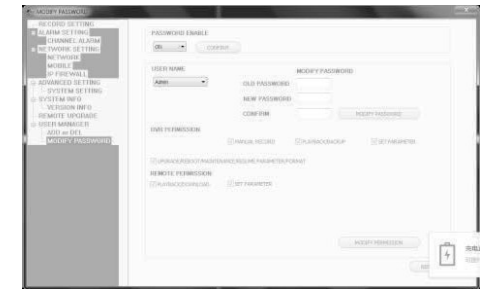 MODIFY PASSWORD
RECORD SETTING
ALARM SETTING
CHANNEL ALARM
NETWORK SETTING
NETWORK
MOBILE
IP FIREWALL
ADVANCED SETTING
SYSTEM SETTING
SYSTEM INFO
VERSION INFO
REMOTE UPGRADE
USER MANAGER
ADD or DEL
MODIFY PASSWORD
PASSWORD ENABLE
CONFIRM
USER NAME
MODIFY PASSWORD
Admin
OLD PASSWORD
NEW PASSWORD
CONFIRM
MODIFY PASSWORD
DVR PERMISSION
MANUAL RECORD
PLAYBACK/BACKUP
SET PARAMETER
REMOTE PERMISSION
PLAYBACK/DOWNLOAD
SET PARAMETER
MODIFY PERMISSION